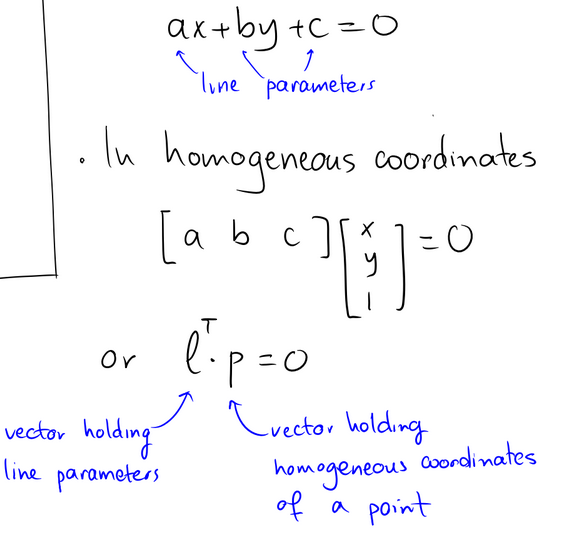 ax + by + c = 0
line parameters
. In homogeneous coordinates
[ a b c ] [ x y 1 ] = 0
or ℓᵀ · p = 0
vector holding
line parameters
vector holding
homogeneous coordinates
of a point